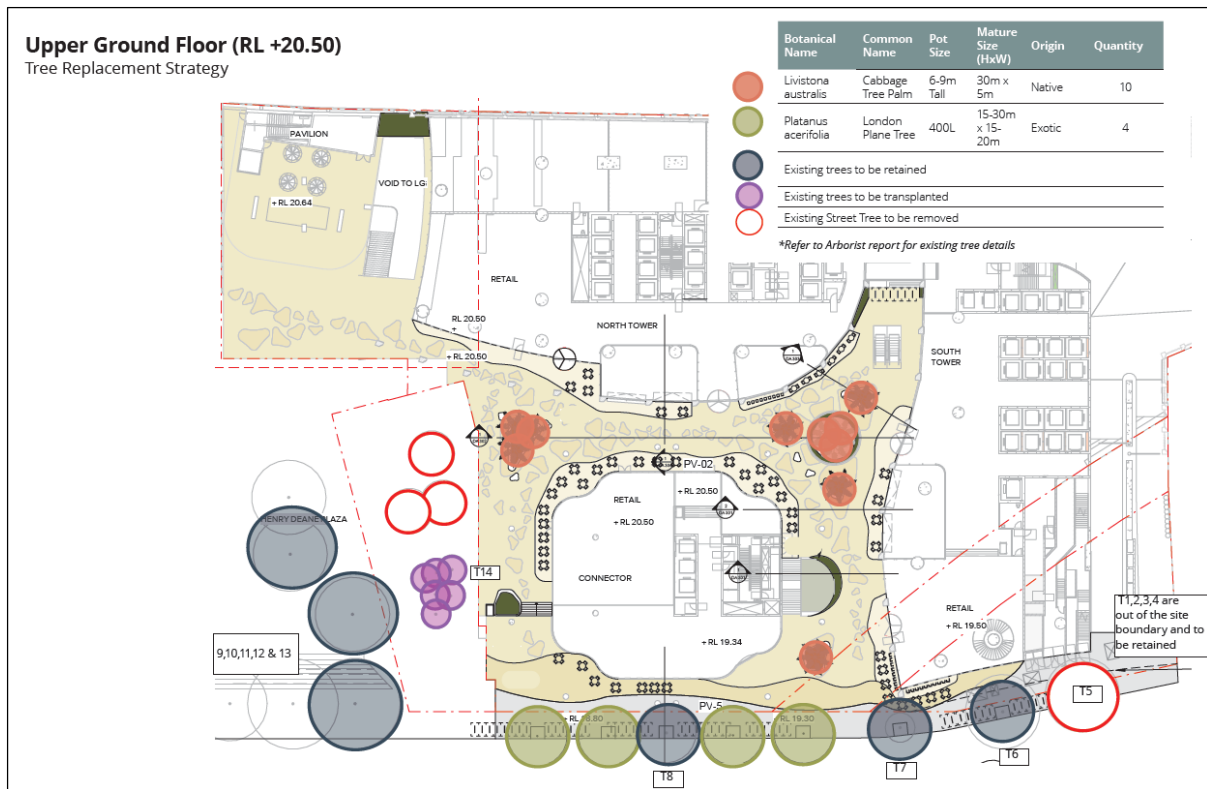 Upper Ground Floor (RL +20.50)
Tree Replacement Strategy
Botanical Name
Common Name
Pot Size
Mature Size (HxW)
Origin
Quantity
Livistona australis
Cabbage Tree Palm
6-9m Tall
30m x 5m
Native
10
Platanus acerifolia
London Plane Tree
400L
15-30m x 15-20m
Exotic
4
Existing trees to be retained
Existing trees to be transplanted
Existing Street Tree to be removed
*Refer to Arborist report for existing tree details
PAVILION
VOID TO LG
+ RL 20.64
RETAIL
RL 20.50
+
+ RL 20.50
NORTH TOWER
SOUTH
TOWER
PV-02
RETAIL
+ RL 20.50
+ RL 20.50
HENRY DEANE PLAZA
T14
CONNECTOR
RETAIL
+ RL 19.50
T1,2,3,4 are
out of the site
boundary and to
be retained
9,10,11,12 & 13
+ RL 19.34
T5
PV-5
RL 19.30
T6
T7
T8